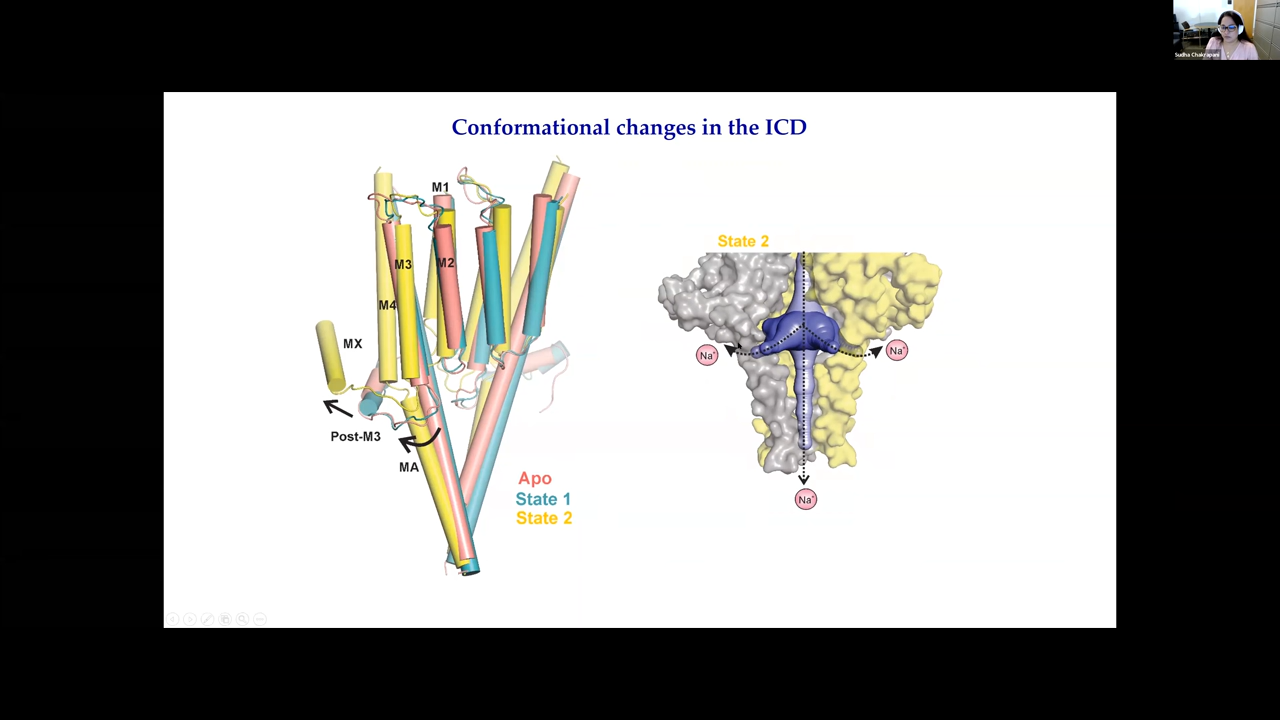 Sudha Chakrapani
Conformational changes in the ICD
M1
M3
M2
M4
MX
Post-M3
MA
Apo
State 1
State 2
State 2
Na⁺
Na⁺
Na⁺